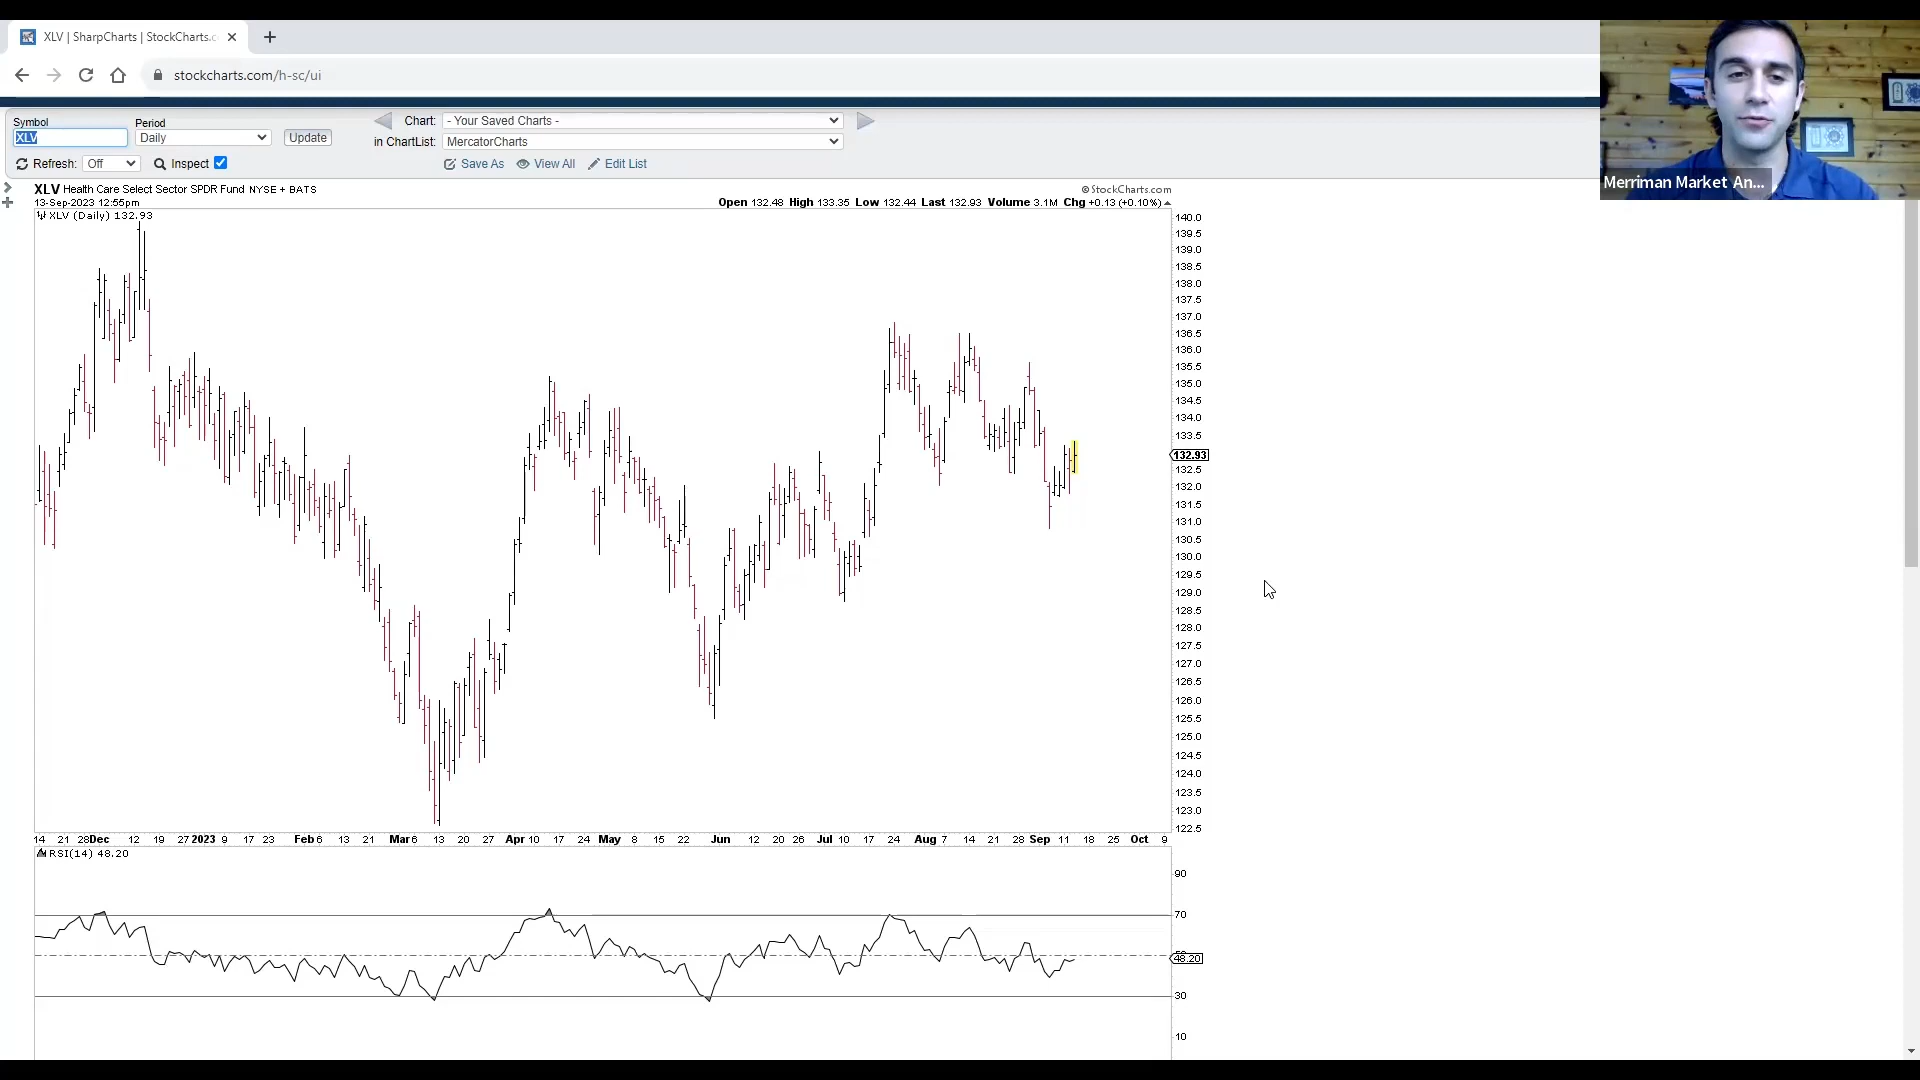 XLV | SharpCharts | StockCharts.c
stockcharts.com/h-sc/ui
Symbol
XLV
Period
Daily
Update
Chart: - Your Saved Charts -
in ChartList: MercatorCharts
Refresh: Off
Inspect
Save As
View All
Edit List
Merriman Market An...
XLV Health Care Select Sector SPDR Fund NYSE + BATS
© StockCharts.com
13-Sep-2023 12:55pm
Open 132.48 High 133.35 Low 132.44 Last 132.93 Volume 3.1M Chg +0.13 (+0.10%)
XLV (Daily) 132.93
140.0
139.5
139.0
138.5
138.0
137.5
137.0
136.5
136.0
135.5
135.0
134.5
134.0
133.5
132.93
132.5
132.0
131.5
131.0
130.5
130.0
129.5
129.0
128.5
128.0
127.5
127.0
126.5
126.0
125.5
125.0
124.5
124.0
123.5
123.0
122.5
14 21 28 Dec 12 19 27 2023 9 17 23 Feb 6 13 21 Mar 6 13 20 27 Apr 10 17 24 May 8 15 22 Jun 12 20 26 Jul 10 17 24 Aug 7 14 21 28 Sep 11 18 25 Oct 9
RSI(14) 48.20
90
70
48.20
30
10